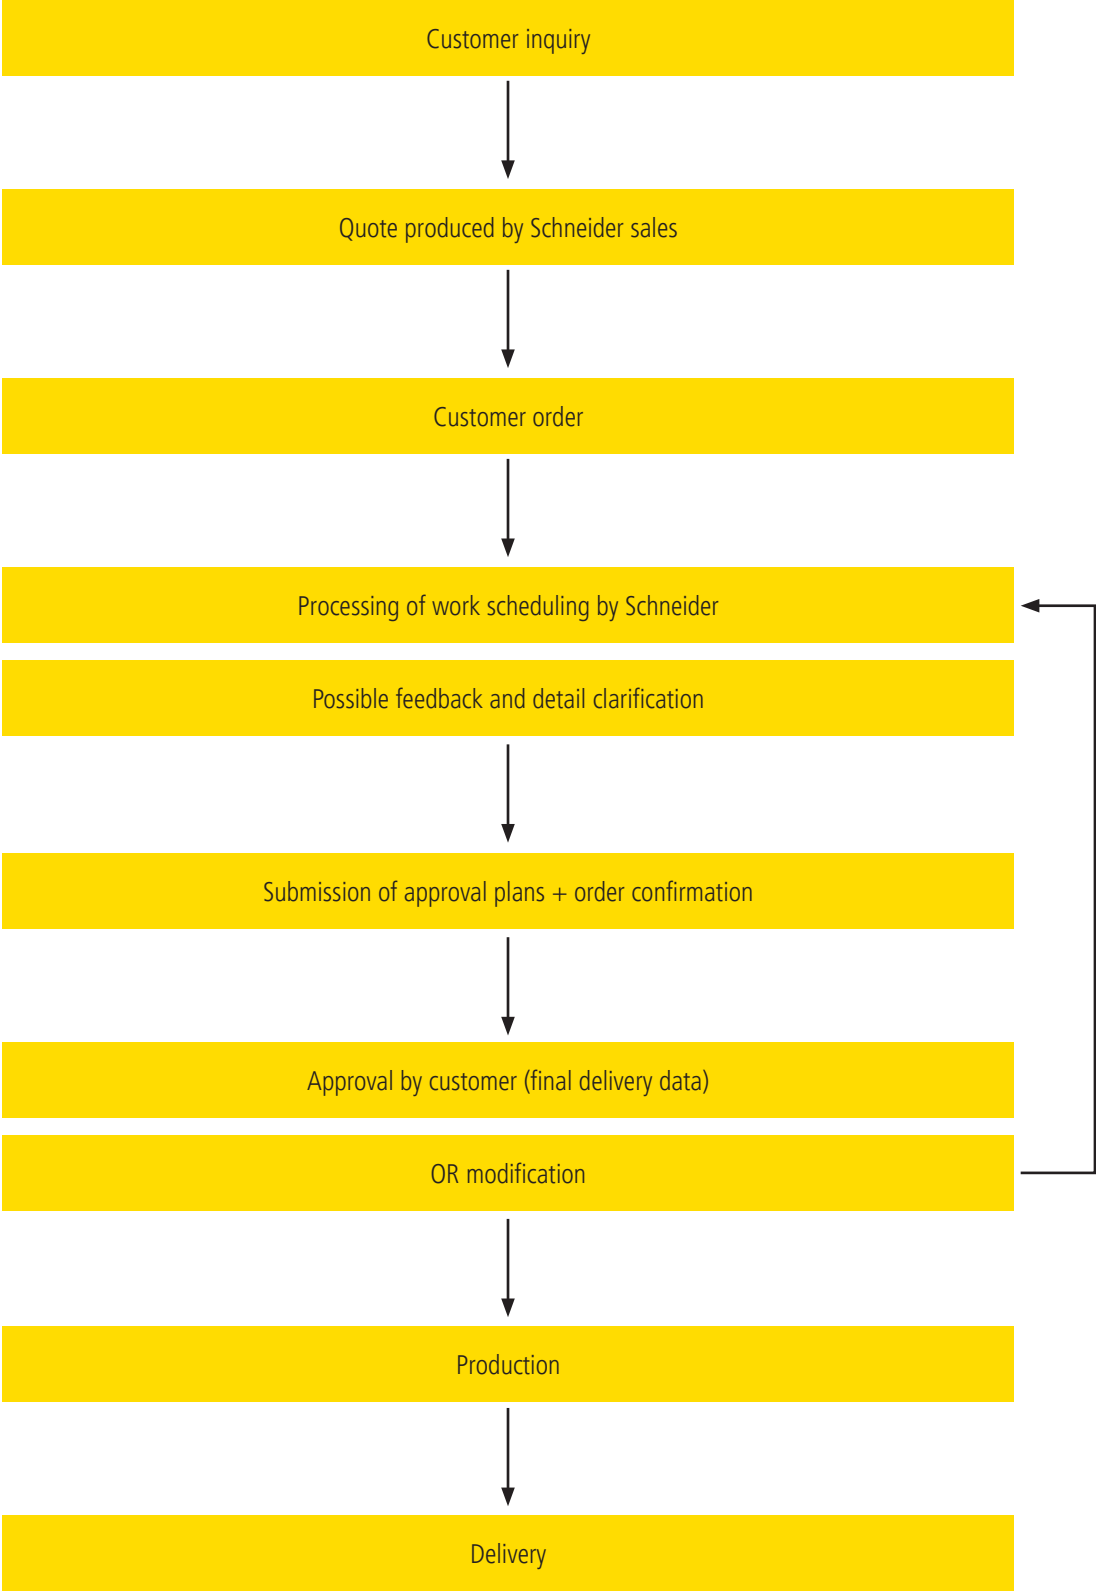 Customer inquiry
Quote produced by Schneider sales
Customer order
Processing of work scheduling by Schneider
Possible feedback and detail clarification
Submission of approval plans + order confirmation
Approval by customer (final delivery data)
OR modification
Production
Delivery